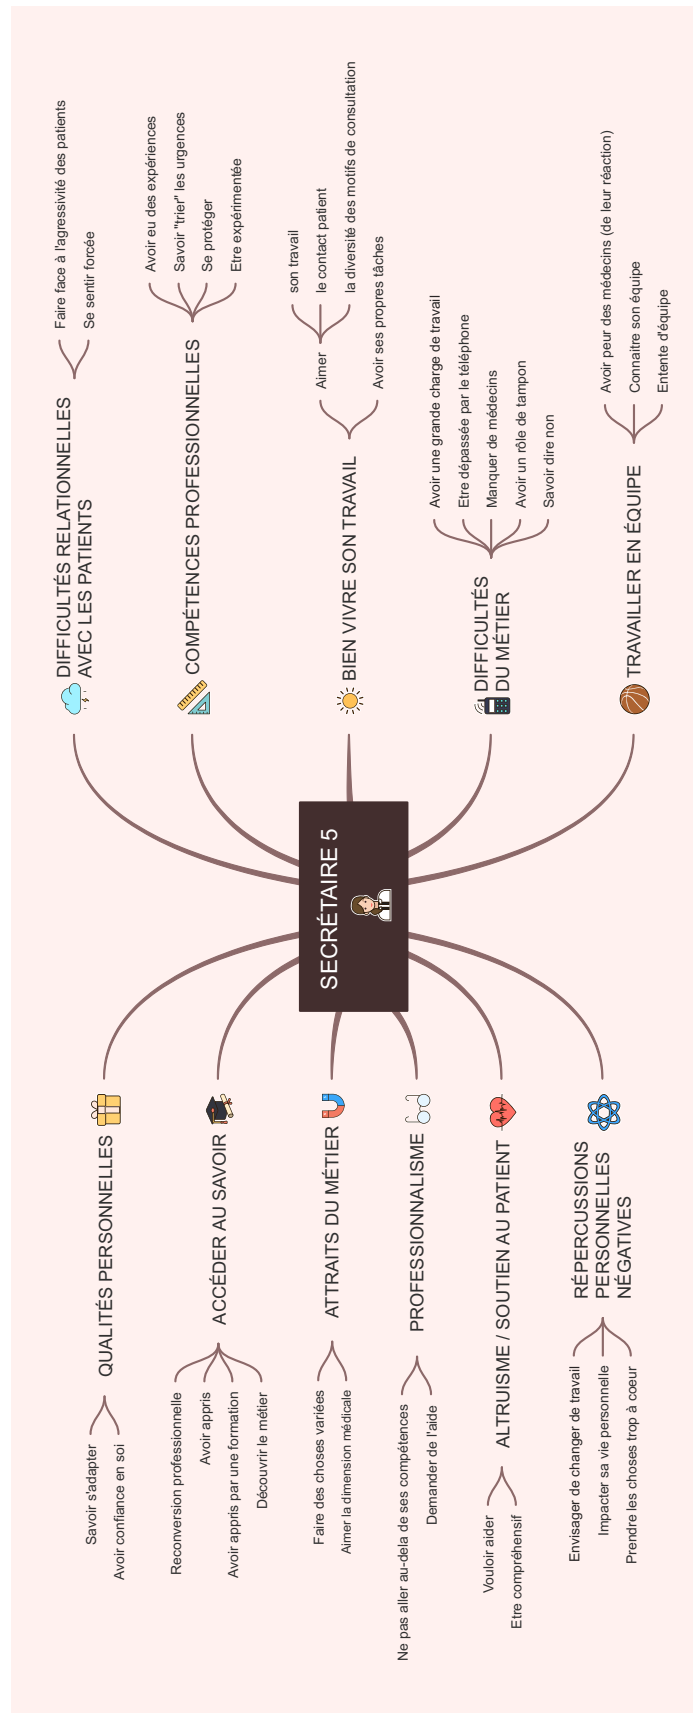 SECRÉTAIRE 5
QUALITÉS PERSONNELLES
Savoir s'adapter
Avoir confiance en soi
ACCÉDER AU SAVOIR
Reconversion professionnelle
Avoir appris
Avoir appris par une formation
Découvrir le métier
ATTRAITS DU MÉTIER
Faire des choses variées
Aimer la dimension médicale
PROFESSIONNALISME
Ne pas aller au-dela de ses compétences
Demander de l'aide
ALTRUISME / SOUTIEN AU PATIENT
Vouloir aider
Etre compréhensif
RÉPERCUSSIONS
PERSONNELLES
NÉGATIVES
Envisager de changer de travail
Impacter sa vie personnelle
Prendre les choses trop à coeur
DIFFICULTÉS RELATIONNELLES
AVEC LES PATIENTS
Faire face à l'agressivité des patients
Se sentir forcée
COMPÉTENCES PROFESSIONNELLES
Avoir eu des expériences
Savoir "trier" les urgences
Se protéger
Etre expérimentée
BIEN VIVRE SON TRAVAIL
Aimer
son travail
le contact patient
la diversité des motifs de consultation
Avoir ses propres tâches
DIFFICULTÉS
DU MÉTIER
Avoir une grande charge de travail
Etre dépassée par le téléphone
Manquer de médecins
Avoir un rôle de tampon
Savoir dire non
TRAVAILLER EN ÉQUIPE
Avoir peur des médecins (de leur réaction)
Connaitre son équipe
Entente d'équipe